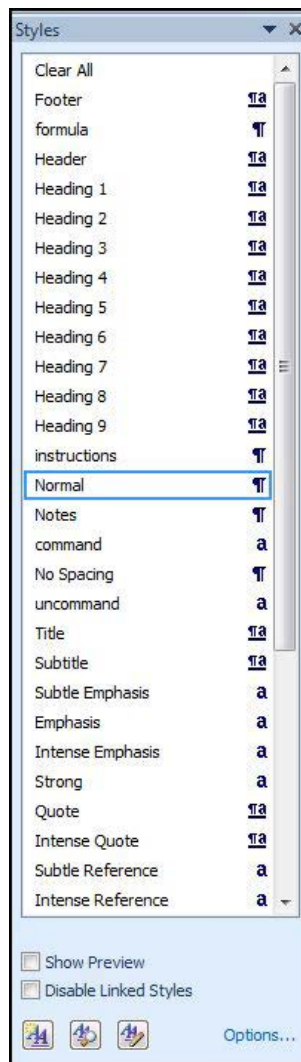 Styles
Clear All
Footer ¶a
formula ¶
Header ¶a
Heading 1 ¶a
Heading 2 ¶a
Heading 3 ¶a
Heading 4 ¶a
Heading 5 ¶a
Heading 6 ¶a
Heading 7 ¶a
Heading 8 ¶a
Heading 9 ¶a
instructions ¶
Normal ¶
Notes ¶
command a
No Spacing ¶
uncommand a
Title ¶a
Subtitle ¶a
Subtle Emphasis a
Emphasis a
Intense Emphasis a
Strong a
Quote ¶a
Intense Quote ¶a
Subtle Reference a
Intense Reference a
Show Preview
Disable Linked Styles
Options...